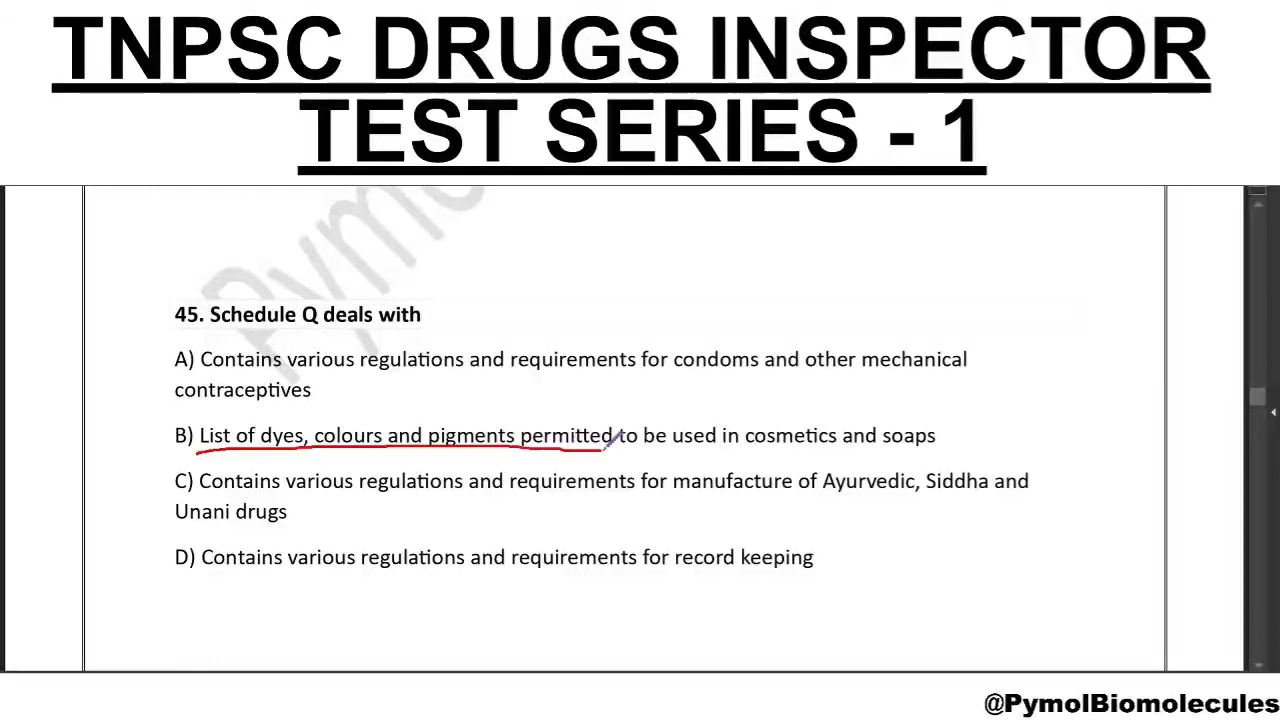 TNPSC DRUGS INSPECTOR
TEST SERIES - 1
Pymo
45. Schedule Q deals with
A) Contains various regulations and requirements for condoms and other mechanical
contraceptives
B) List of dyes, colours and pigments permitted to be used in cosmetics and soaps
C) Contains various regulations and requirements for manufacture of Ayurvedic, Siddha and
Unani drugs
D) Contains various regulations and requirements for record keeping
@PymolBiomolecules